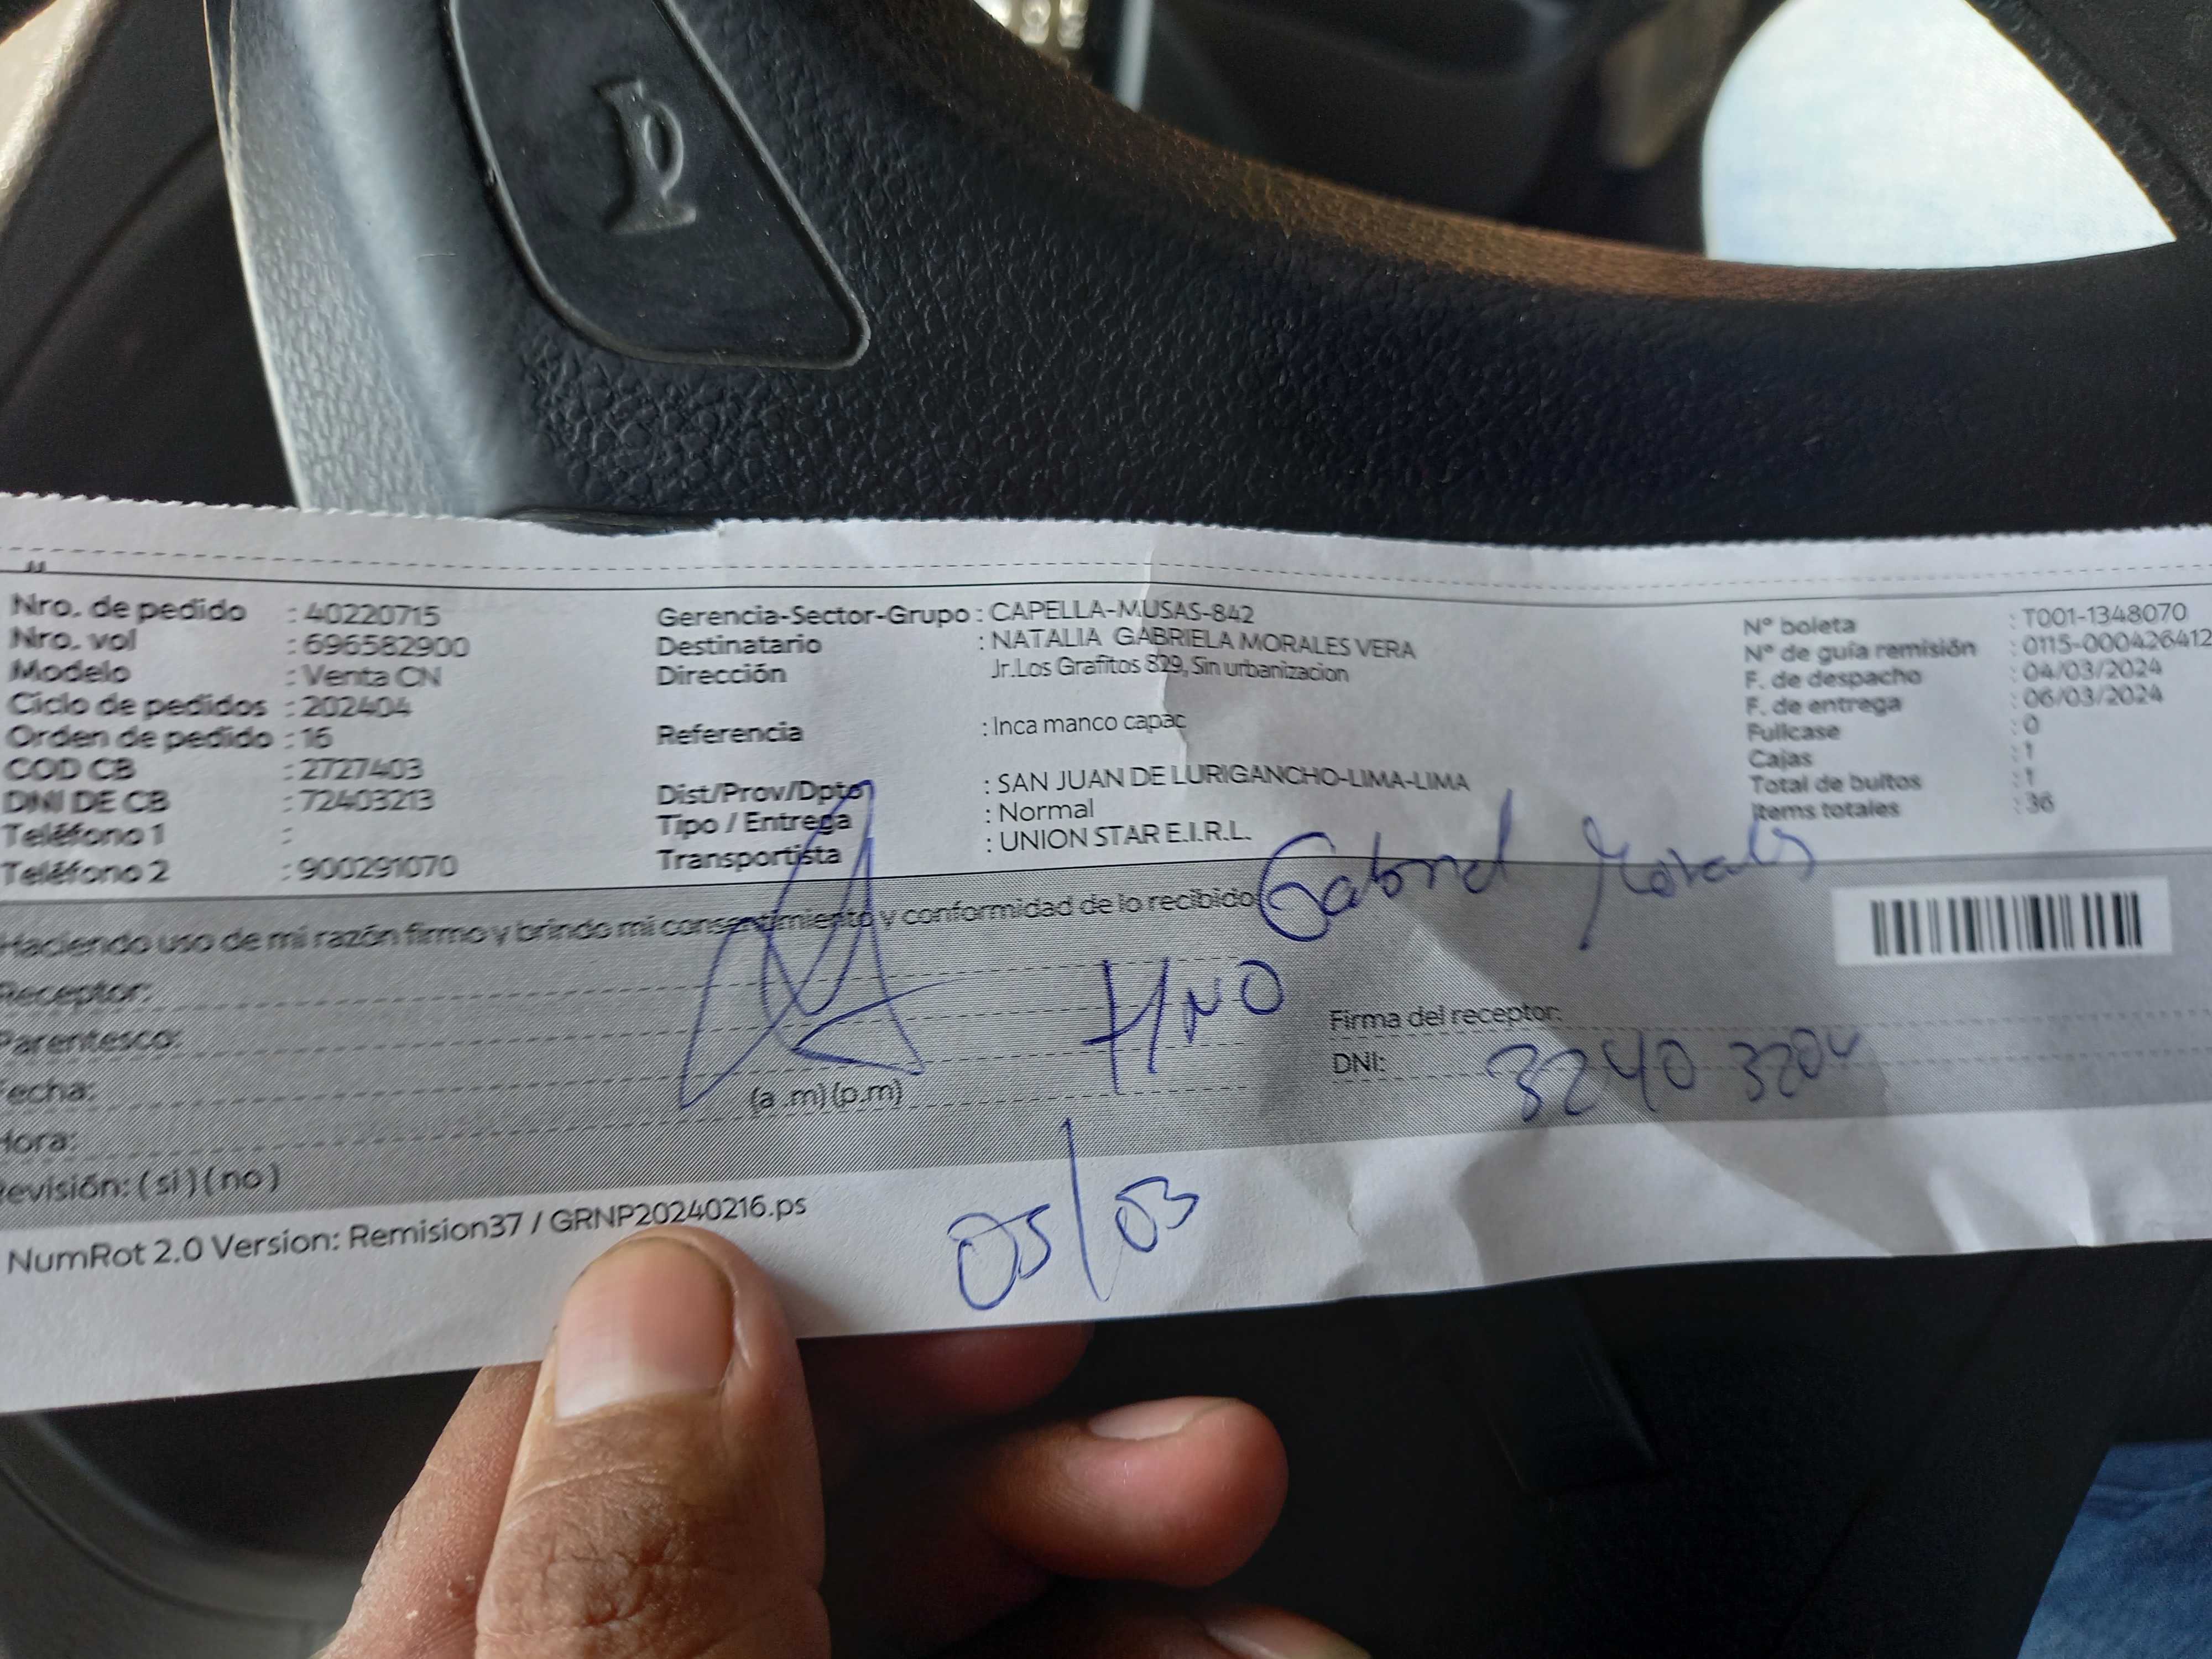 Nro. de pedido : 40220715
Nro. vol : 696582900
Modelo : Venta CN
Ciclo de pedidos : 202404
Orden de pedido : 16
COD CB : 2727403
DNI DE CB : 72403213
Teléfono 1 :
Teléfono 2 : 900291070
Gerencia-Sector-Grupo : CAPELLA-MUSAS-842
Destinatario : NATALIA GABRIELA MORALES VERA
Dirección Jr.Los Grafitos 829, Sin urbanizacion
Referencia : Inca manco capac
Dist/Prov/Dpto : SAN JUAN DE LURIGANCHO-LIMA-LIMA
Tipo / Entrega : Normal
Transportista : UNION STAR E.I.R.L.
N° boleta : T001-1348070
N° de guía remisión : 0115-000426412
F. de despacho : 04/03/2024
F. de entrega : 06/03/2024
Fullcase : 0
Cajas : 1
Total de bultos : 1
Items totales : 36
Haciendo uso de mi razón firmo y brindo mi consentimiento y conformidad de lo recibido
Gabriel Morales
Receptor:
HNO
Parentesco:
Firma del receptor:
Fecha:
(a .m) (p.m)
DNI: 3240 3204
Hora:
Revisión: ( si ) ( no )
05/03
NumRot 2.0 Version: Remision37 / GRNP20240216.ps